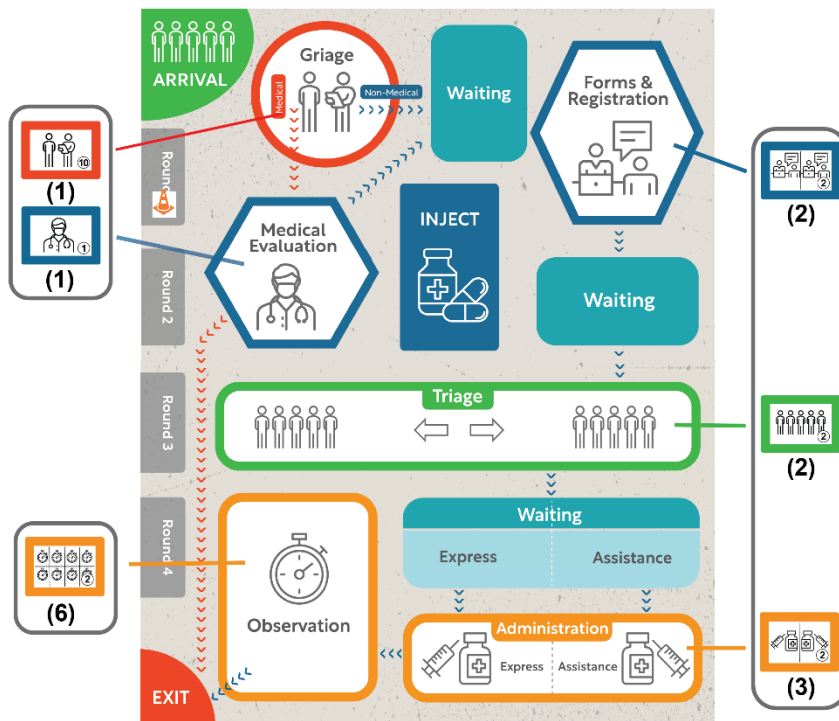 ARRIVAL
Griage
Medical
Non-Medical
Waiting
Forms &
Registration
10
(1)
1
(1)
Round
2
(2)
Medical
Evaluation
INJECT
Round 2
Waiting
Triage
Round 3
2
(2)
Waiting
Express
Assistance
Round 4
2
(6)
Observation
Administration
Express
Assistance
2
(3)
EXIT